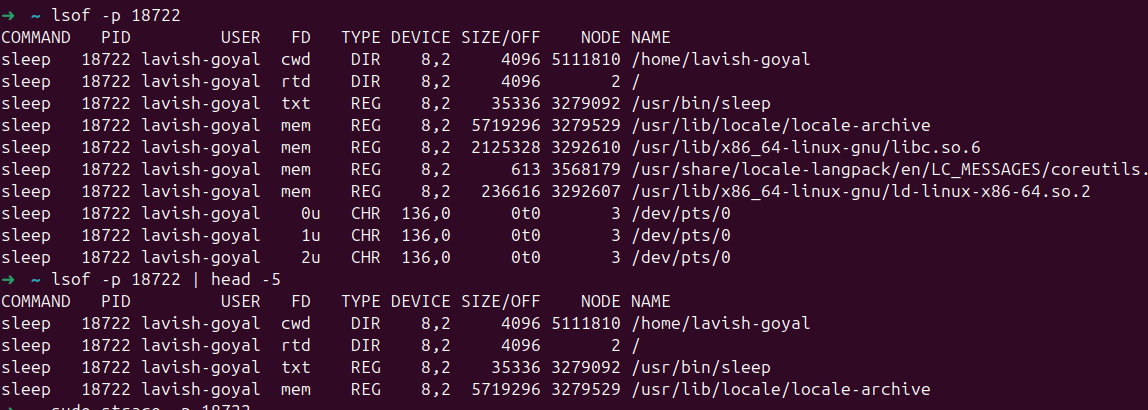 ➜ ~ lsof -p 18722
COMMAND PID USER FD TYPE DEVICE SIZE/OFF NODE NAME
sleep 18722 lavish-goyal cwd DIR 8,2 4096 5111810 /home/lavish-goyal
sleep 18722 lavish-goyal rtd DIR 8,2 4096 2 /
sleep 18722 lavish-goyal txt REG 8,2 35336 3279092 /usr/bin/sleep
sleep 18722 lavish-goyal mem REG 8,2 5719296 3279529 /usr/lib/locale/locale-archive
sleep 18722 lavish-goyal mem REG 8,2 2125328 3292610 /usr/lib/x86_64-linux-gnu/libc.so.6
sleep 18722 lavish-goyal mem REG 8,2 613 3568179 /usr/share/locale-langpack/en/LC_MESSAGES/coreutils.
sleep 18722 lavish-goyal mem REG 8,2 236616 3292607 /usr/lib/x86_64-linux-gnu/ld-linux-x86-64.so.2
sleep 18722 lavish-goyal 0u CHR 136,0 0t0 3 /dev/pts/0
sleep 18722 lavish-goyal 1u CHR 136,0 0t0 3 /dev/pts/0
sleep 18722 lavish-goyal 2u CHR 136,0 0t0 3 /dev/pts/0
➜ ~ lsof -p 18722 | head -5
COMMAND PID USER FD TYPE DEVICE SIZE/OFF NODE NAME
sleep 18722 lavish-goyal cwd DIR 8,2 4096 5111810 /home/lavish-goyal
sleep 18722 lavish-goyal rtd DIR 8,2 4096 2 /
sleep 18722 lavish-goyal txt REG 8,2 35336 3279092 /usr/bin/sleep
sleep 18722 lavish-goyal mem REG 8,2 5719296 3279529 /usr/lib/locale/locale-archive
sudo strace -p